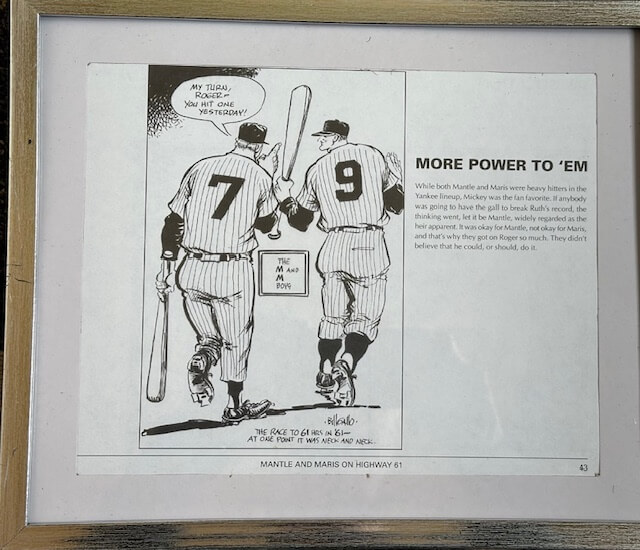 MY TURN,
ROGER-
YOU HIT ONE
YESTERDAY!
7
9
THE
M AND
M
BOYS
THE RACE TO 61 HRS IN '61—
AT ONE POINT IT WAS NECK AND NECK.
MORE POWER TO ‘EM
While both Mantle and Maris were heavy hitters in the
Yankee lineup, Mickey was the fan favorite. If anybody
was going to have the gall to break Ruth's record, the
thinking went, let it be Mantle, widely regarded as the
heir apparent. It was okay for Mantle, not okay for Maris,
and that's why they got on Roger so much. They didn't
believe that he could, or should, do it.
MANTLE AND MARIS ON HIGHWAY 61
43